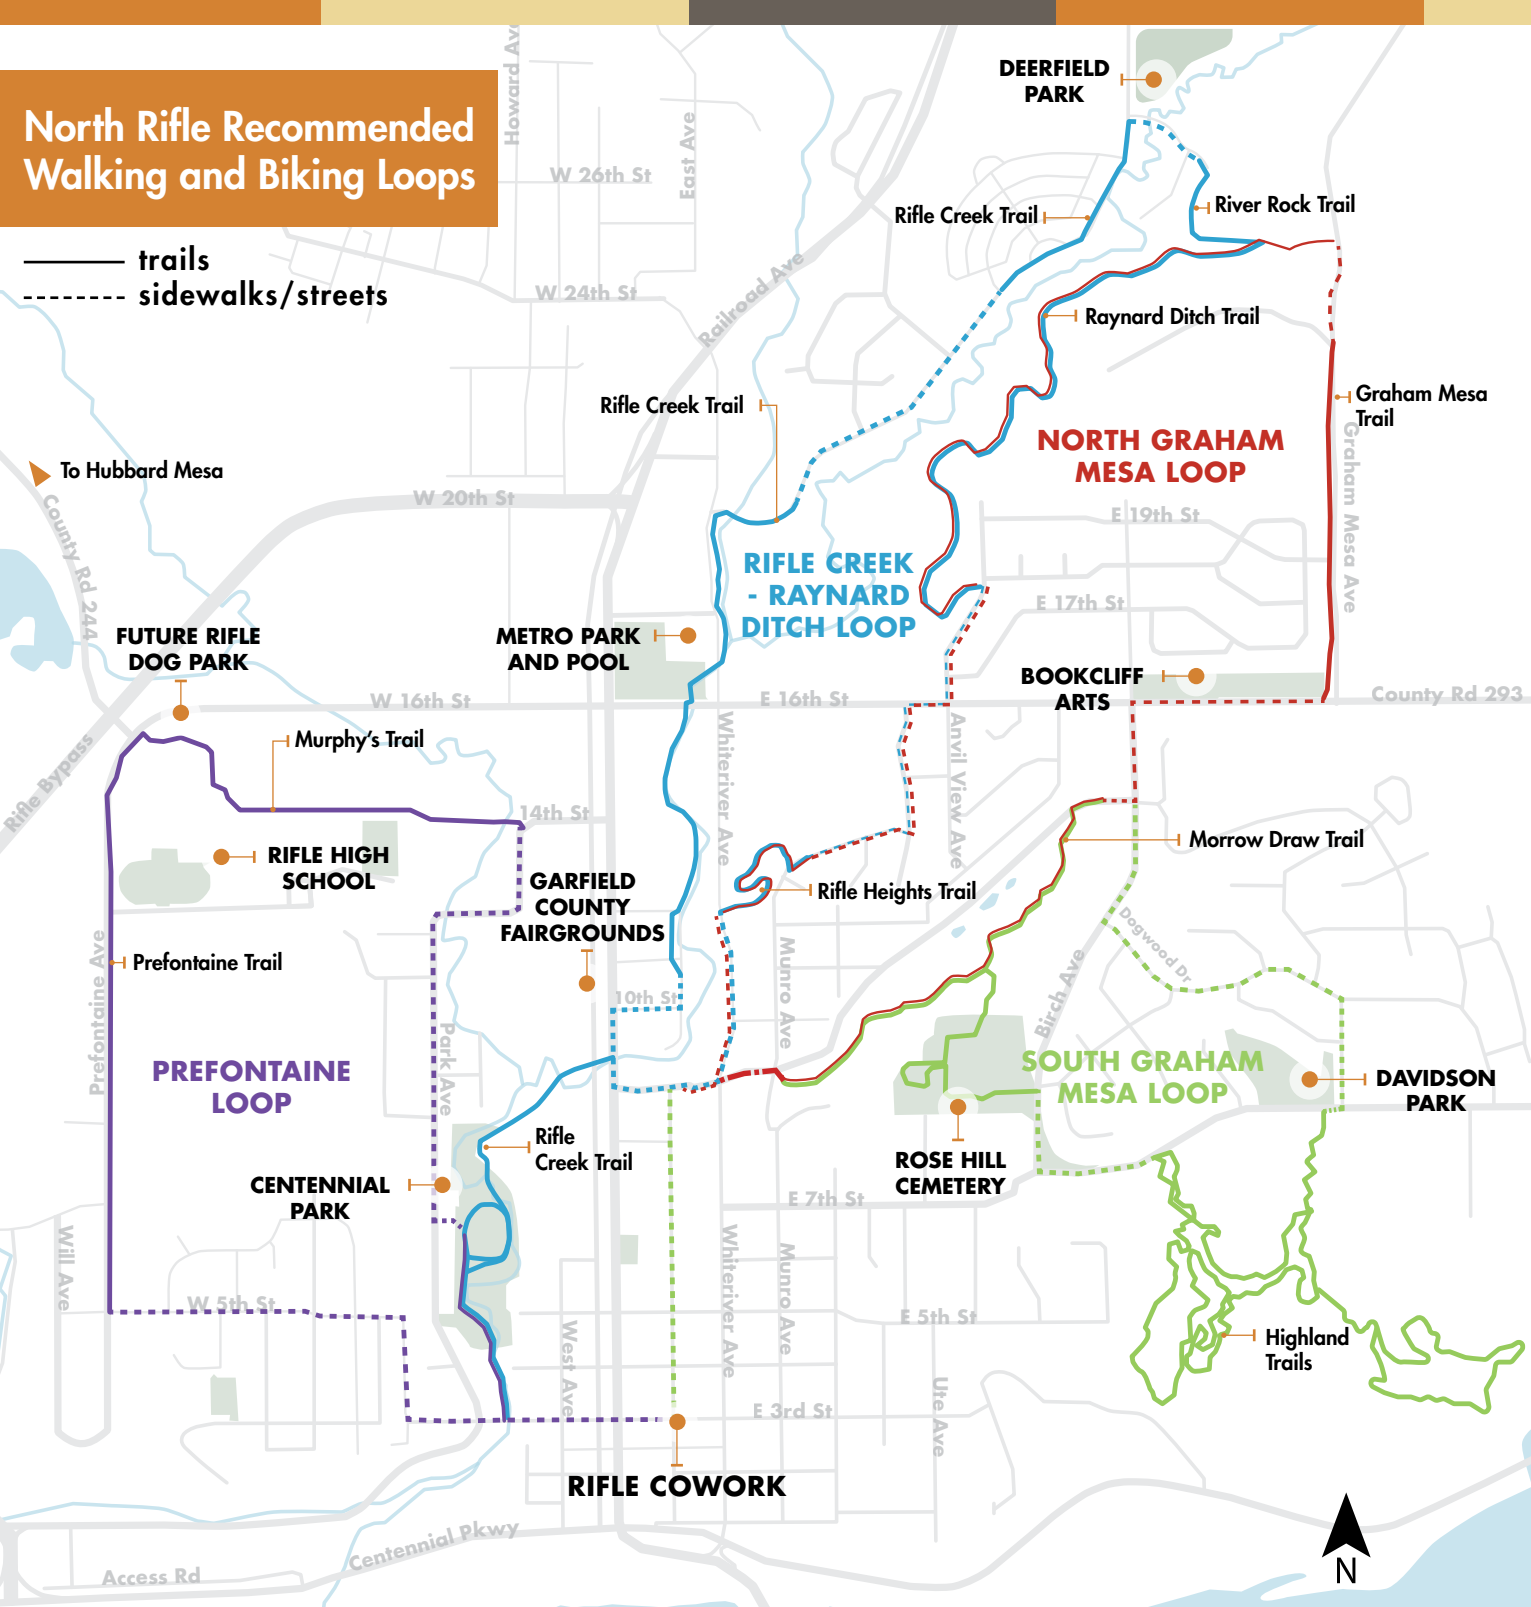 North Rifle Recommended
Walking and Biking Loops
trails
sidewalks/streets
Howard Ave
East Ave
W 26th St
W 24th St
Railroad Ave
DEERFIELD
PARK
Rifle Creek Trail
River Rock Trail
Raynard Ditch Trail
Rifle Creek Trail
Graham Mesa
Trail
Graham Mesa Ave
NORTH GRAHAM
MESA LOOP
To Hubbard Mesa
County Rd 244
W 20th St
E 19th St
RIFLE CREEK
- RAYNARD
DITCH LOOP
E 17th St
FUTURE RIFLE
DOG PARK
METRO PARK
AND POOL
BOOKCLIFF
ARTS
W 16th St
E 16th St
County Rd 293
Murphy's Trail
Rifle Bypass
Whiteriver Ave
Anvil View Ave
14th St
RIFLE HIGH
SCHOOL
GARFIELD
COUNTY
FAIRGROUNDS
Morrow Draw Trail
Rifle Heights Trail
Dogwood Dr
Prefontaine Ave
Prefontaine Trail
10th St
Munro Ave
Birch Ave
Park Ave
PREFONTAINE
LOOP
SOUTH GRAHAM
MESA LOOP
DAVIDSON
PARK
Rifle
Creek Trail
ROSE HILL
CEMETERY
CENTENNIAL
PARK
E 7th St
Will Ave
W 5th St
Whiteriver Ave
Munro Ave
E 5th St
West Ave
Highland
Trails
Ute Ave
E 3rd St
RIFLE COWORK
Centennial Pkwy
Access Rd
N